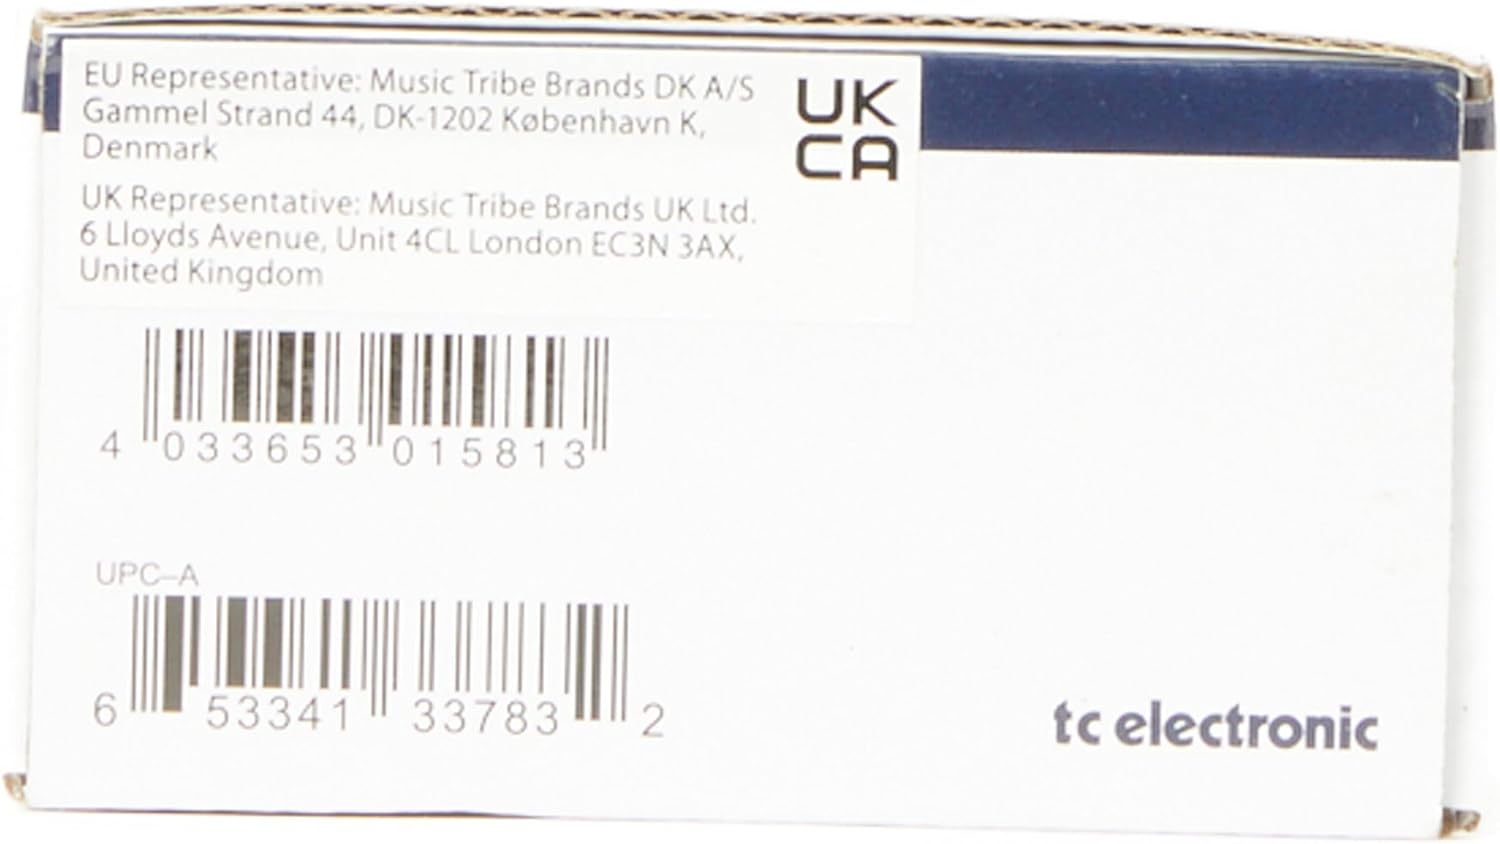 EU Representative: Music Tribe Brands DK A/S
Gammel Strand 44, DK-1202 København K,
Denmark
UK
CA
UK Representative: Music Tribe Brands UK Ltd.
6 Lloyds Avenue, Unit 4CL London EC3N 3AX,
United Kingdom
4 033653 015813
UPC-A
6 53341 33783 2
tc electronic